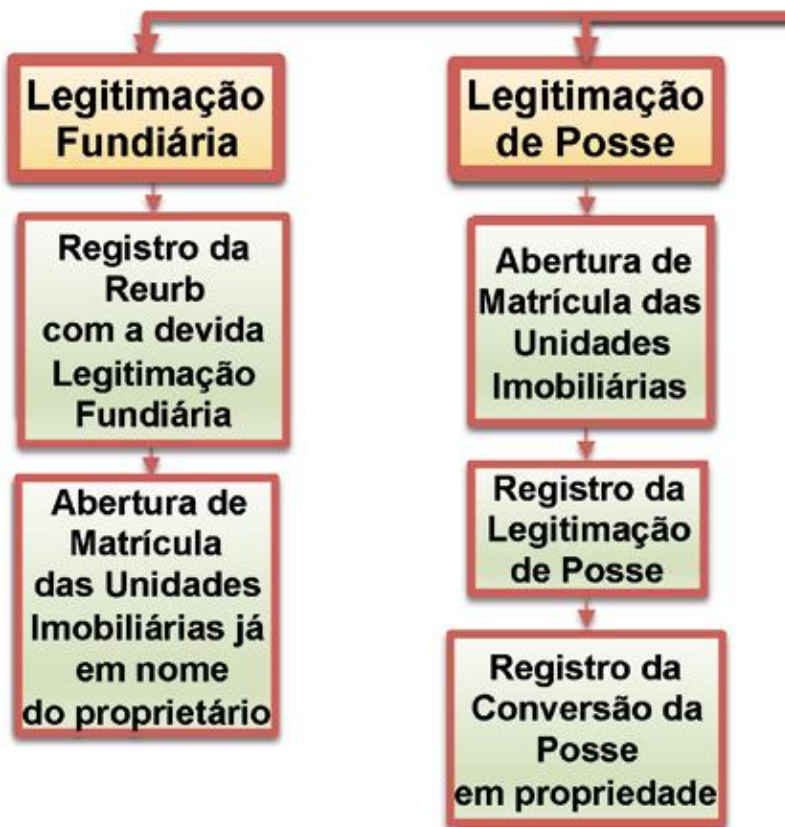 Legitimação
Fundiária
Registro da
Reurb
com a devida
Legitimação
Fundiária
Abertura de
Matrícula
das Unidades
Imobiliárias já
em nome
do proprietário
Legitimação
de Posse
Abertura de
Matrícula das
Unidades
Imobiliárias
Registro da
Legitimação
de Posse
Registro da
Conversão da
Posse
em propriedade